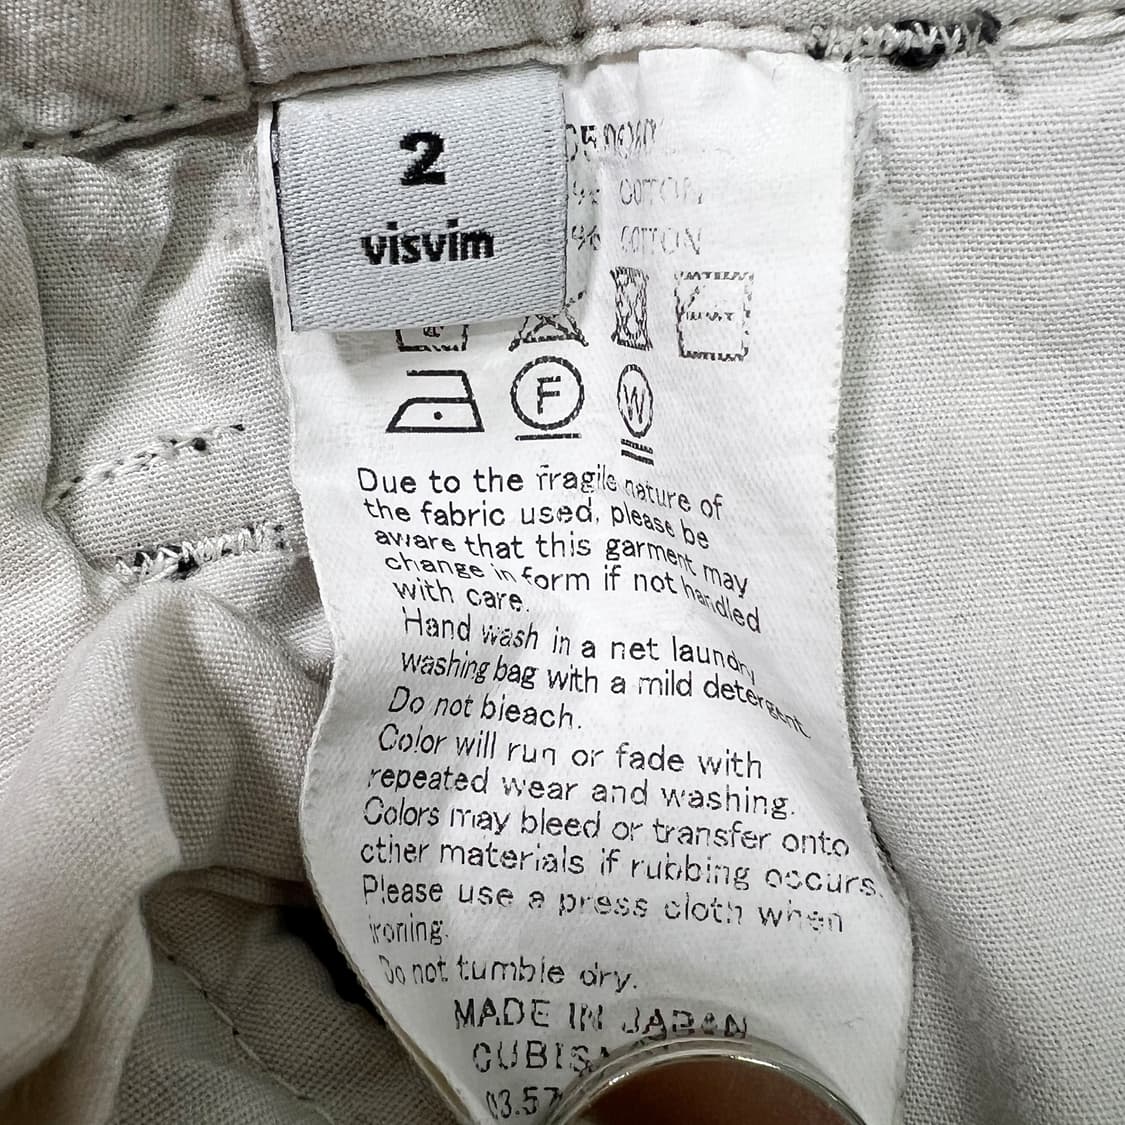 2
visvim
COTTON
% COTTON
F
W
Due to the fragile nature of
the fabric used, please be
aware that this garment may
change in form if not handled
with care.
Hand wash in a net laundry
washing bag with a mild detergent.
Do not bleach.
Color will run or fade with
repeated wear and washing.
Colors may bleed or transfer onto
other materials if rubbing occurs.
Please use a press cloth when
ironing.
Do not tumble dry.
MADE IN JAPAN
CUBIS
03.57